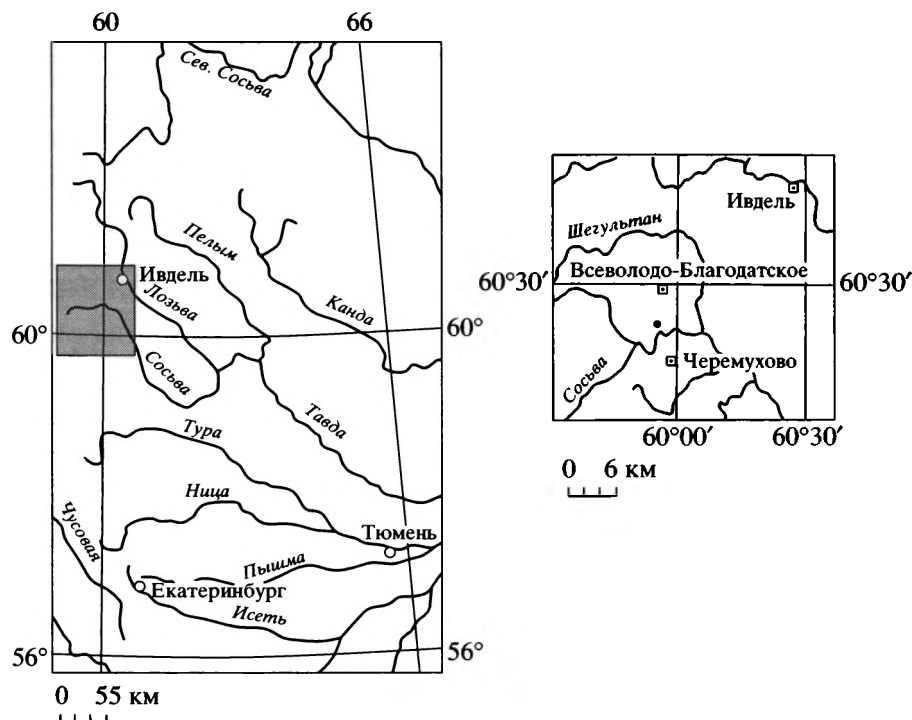 60 66
Сев. Сосьва
Пелым
Ивдель
Лозьва
Канда
60° 60°
Сосьва
Тавда
Тура
Ница
Чусовая
Тюмень
Пышма
Екатеринбург
Исеть
56° 56°
0 55 км
Ивдель
Шегультан
Всеволодо-Благодатское
60°30′ 60°30′
Черемухово
Сосьва
60°00′ 60°30′
0 6 км